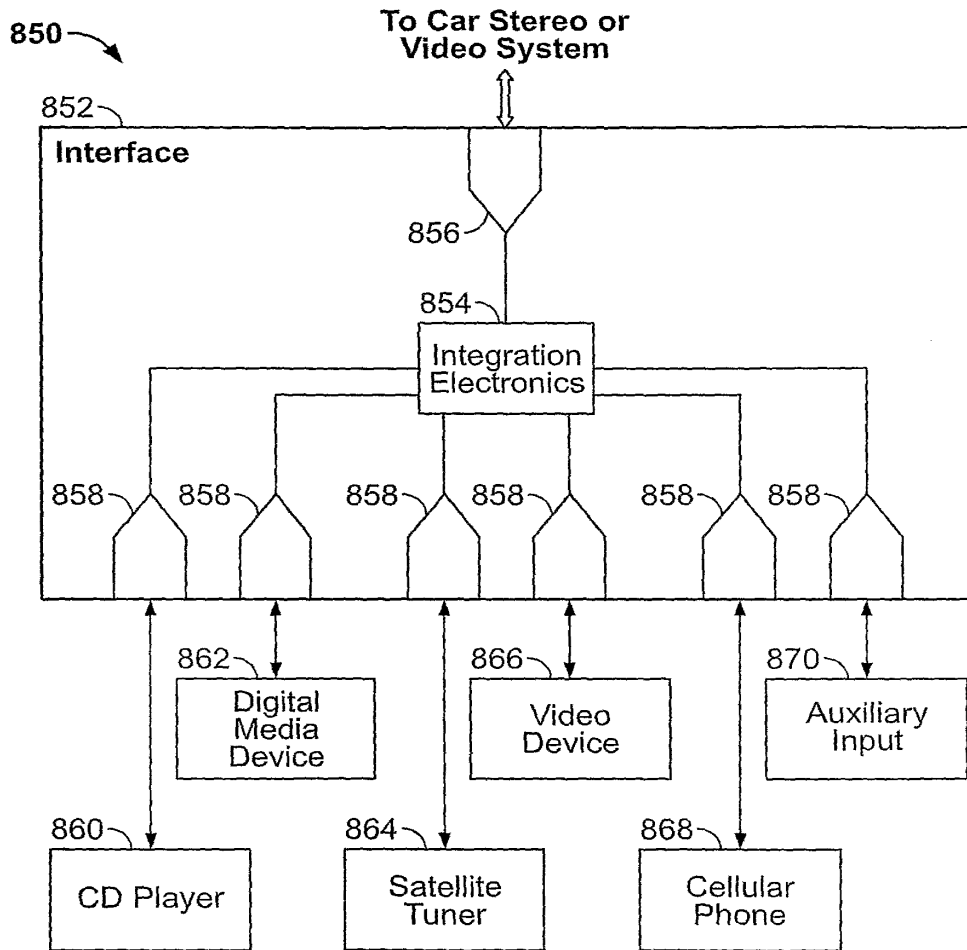 To Car Stereo or
Video System
850
852
Interface
856
854
Integration
Electronics
858 858 858 858 858 858
862
Digital
Media
Device
866
Video
Device
870
Auxiliary
Input
860
CD Player
864
Satellite
Tuner
868
Cellular
Phone